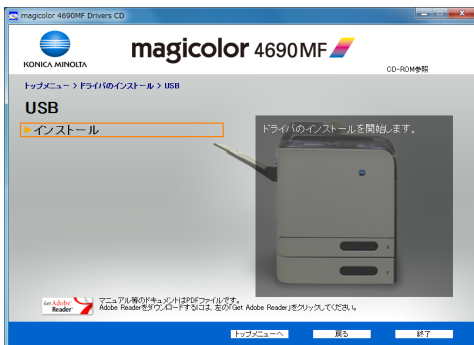 magicolor 4690MF Drivers CD
KONICA MINOLTA
magicolor 4690MF
CD-ROM参照
トップメニュー > ドライバのインストール > USB
USB
インストール
ドライバのインストールを開始します。
Get Adobe Reader
マニュアル等のドキュメントはPDFファイルです。
Adobe Readerをダウンロードするには、左の「Get Adobe Reader」をクリックしてください。
トップメニューへ
戻る
終了